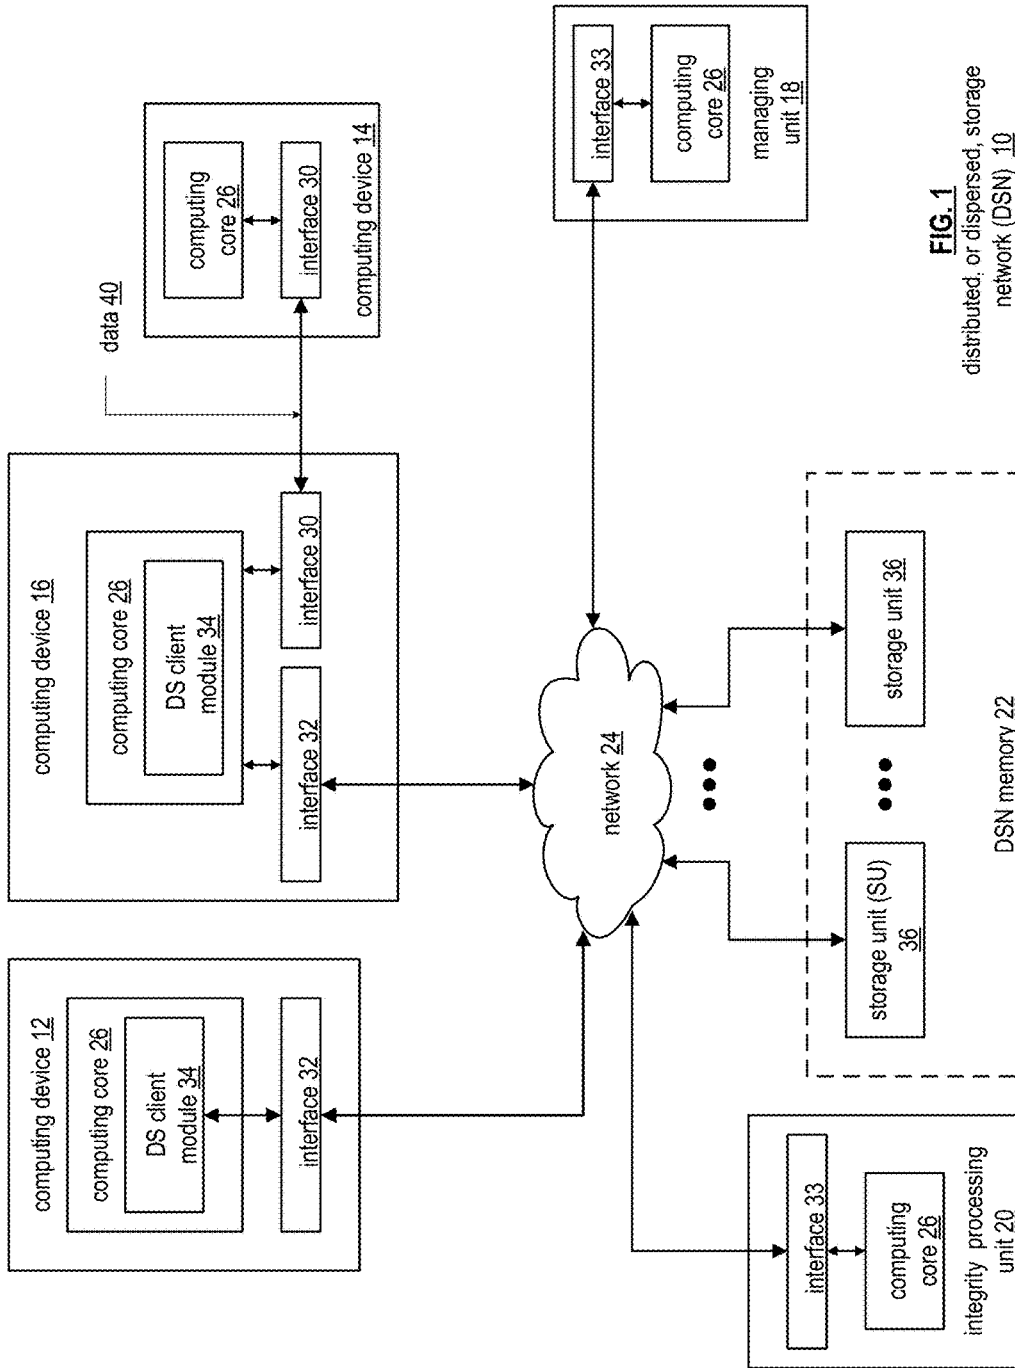 computing device 12
computing core 26
DS client
module 34
interface 32
computing device 16
computing core 26
DS client
module 34
interface 32
interface 30
data 40
computing
core 26
interface 30
computing device 14
network 24
interface 33
computing
core 26
managing
unit 18
interface 33
computing
core 26
integrity processing
unit 20
storage unit (SU)
36
storage unit 36
DSN memory 22
FIG. 1
distributed, or dispersed, storage
network (DSN) 10